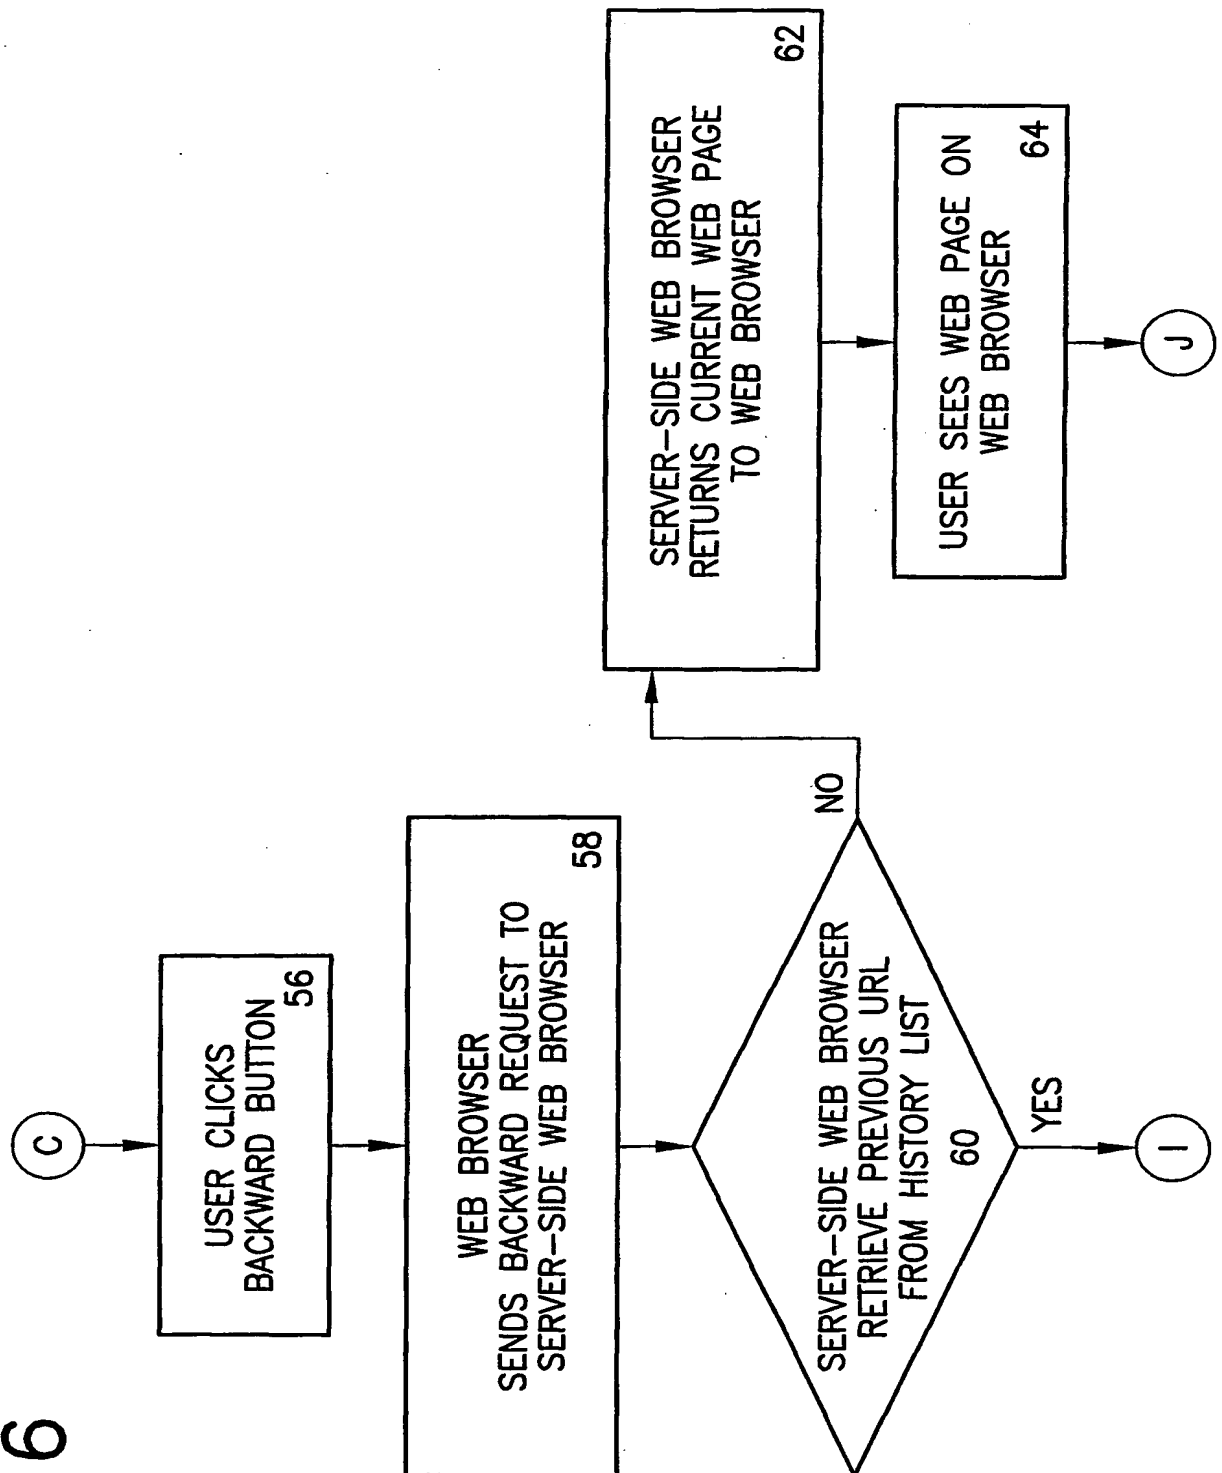 6
C
USER CLICKS
BACKWARD BUTTON
56
WEB BROWSER
SENDS BACKWARD REQUEST TO
SERVER-SIDE WEB BROWSER
58
SERVER-SIDE WEB BROWSER
RETRIEVE PREVIOUS URL
FROM HISTORY LIST
60
NO
YES
I
SERVER-SIDE WEB BROWSER
RETURNS CURRENT WEB PAGE
TO WEB BROWSER
62
USER SEES WEB PAGE ON
WEB BROWSER
64
J